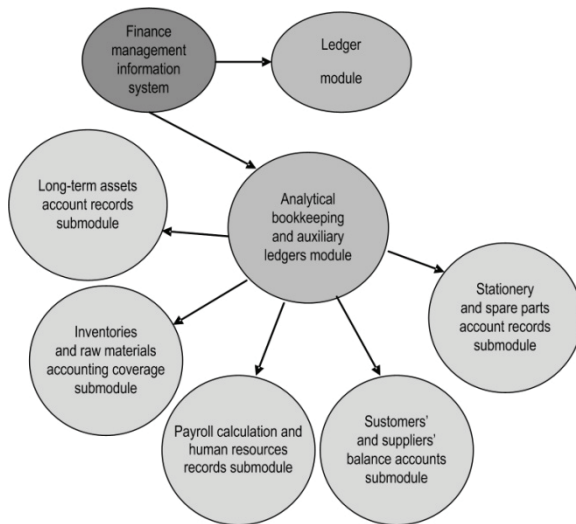 Finance
management
information
system
Ledger
module
Long-term assets
account records
submodule
Analytical
bookkeeping
and auxiliary
ledgers module
Stationery
and spare parts
account records
submodule
Inventories
and raw materials
accounting coverage
submodule
Payroll calculation and
human resources
records submodule
Sustomers'
and suppliers'
balance accounts
submodule